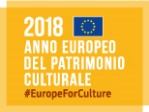 2018
ANNO EUROPEO
DEL PATRIMONIO
CULTURALE
#EuropeForCulture